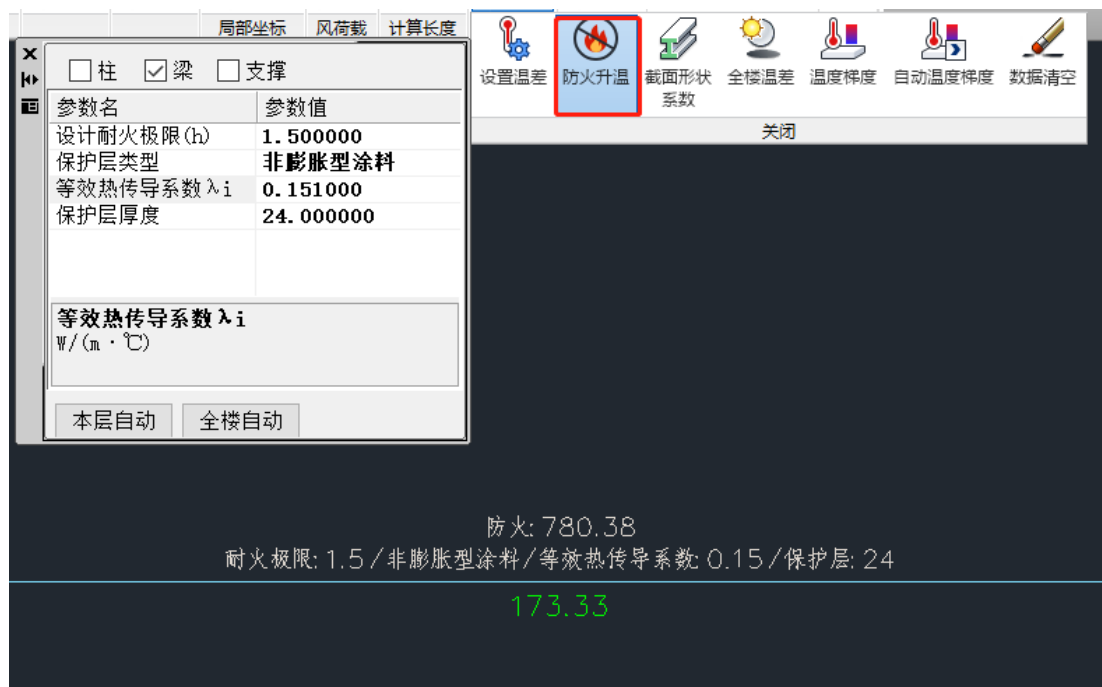 局部坐标 风荷载 计算长度
设置温差 防火升温 截面形状系数 全楼温差 温度梯度 自动温度梯度 数据清空
关闭
柱 梁 支撑
参数名 参数值
设计耐火极限(h) 1.500000
保护层类型 非膨胀型涂料
等效热传导系数λi 0.151000
保护层厚度 24.000000
等效热传导系数λi
W/(m·℃)
本层自动 全楼自动
防火:780.38
耐火极限:1.5/非膨胀型涂料/等效热传导系数:0.15/保护层:24
173.33